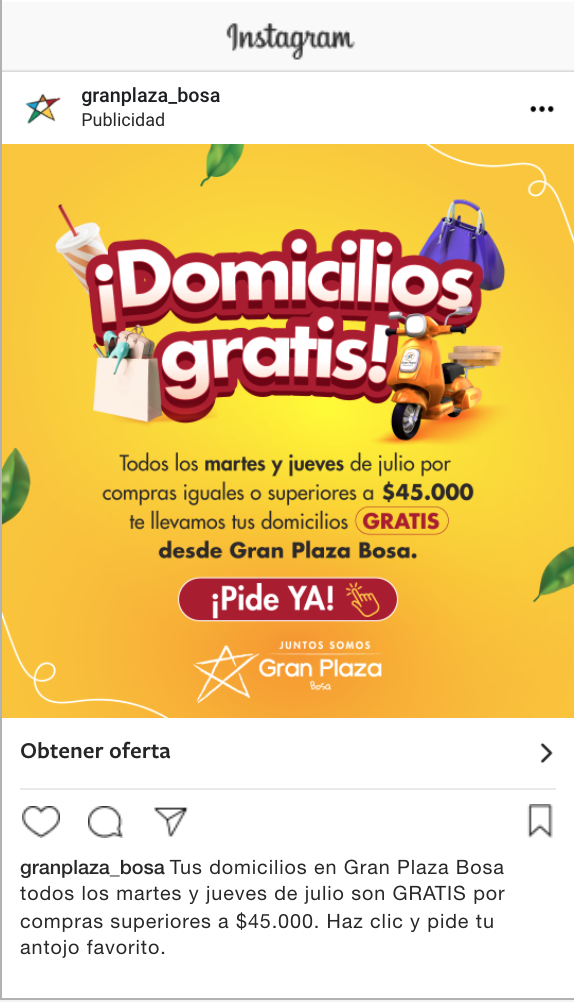 Instagram
granplaza_bosa
Publicidad
¡Domicilios
gratis!
Todos los martes y jueves de julio por
compras iguales o superiores a $45.000
te llevamos tus domicilios GRATIS
desde Gran Plaza Bosa.
¡Pide YA!
JUNTOS SOMOS
Gran Plaza
Bosa
Obtener oferta
granplaza_bosa Tus domicilios en Gran Plaza Bosa
todos los martes y jueves de julio son GRATIS por
compras superiores a $45.000. Haz clic y pide tu
antojo favorito.